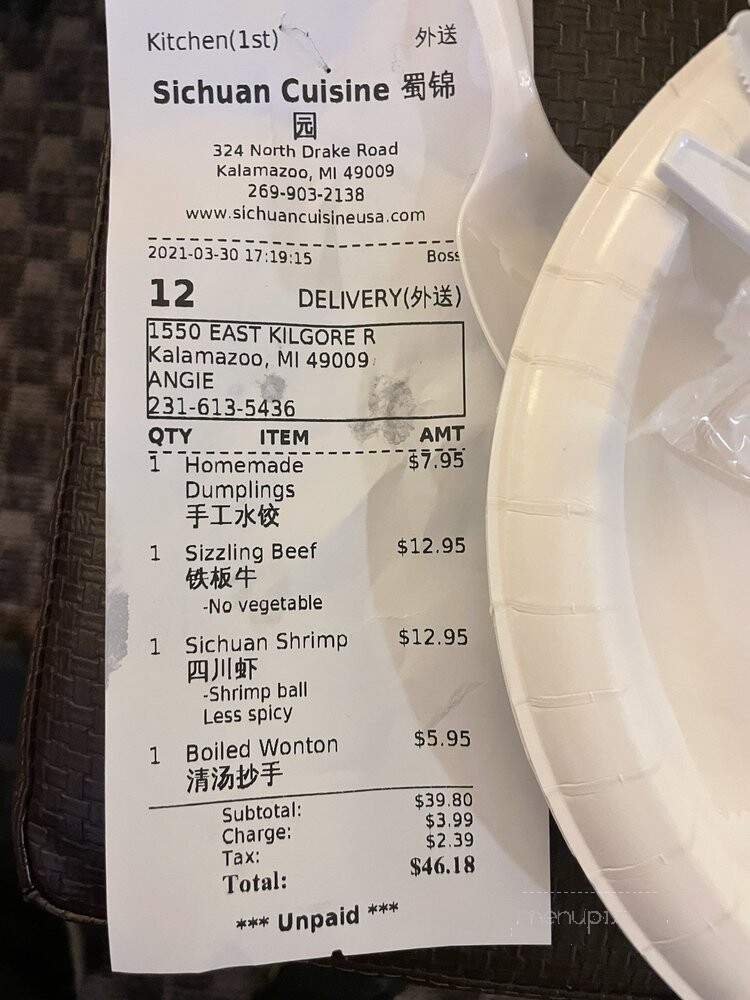 Kitchen(1st) 外送
Sichuan Cuisine 蜀锦
园
324 North Drake Road
Kalamazoo, MI 49009
269-903-2138
www.sichuancuisineusa.com
2021-03-30 17:19:15 Boss
12 DELIVERY(外送)
1550 EAST KILGORE R
Kalamazoo, MI 49009
ANGIE
231-613-5436
QTY ITEM AMT
1 Homemade $7.95
Dumplings
手工水饺
1 Sizzling Beef $12.95
铁板牛
-No vegetable
1 Sichuan Shrimp $12.95
四川虾
-Shrimp ball
Less spicy
1 Boiled Wonton $5.95
清汤抄手
Subtotal: $39.80
Charge: $3.99
Tax: $2.39
Total: $46.18
*** Unpaid ***
menupix